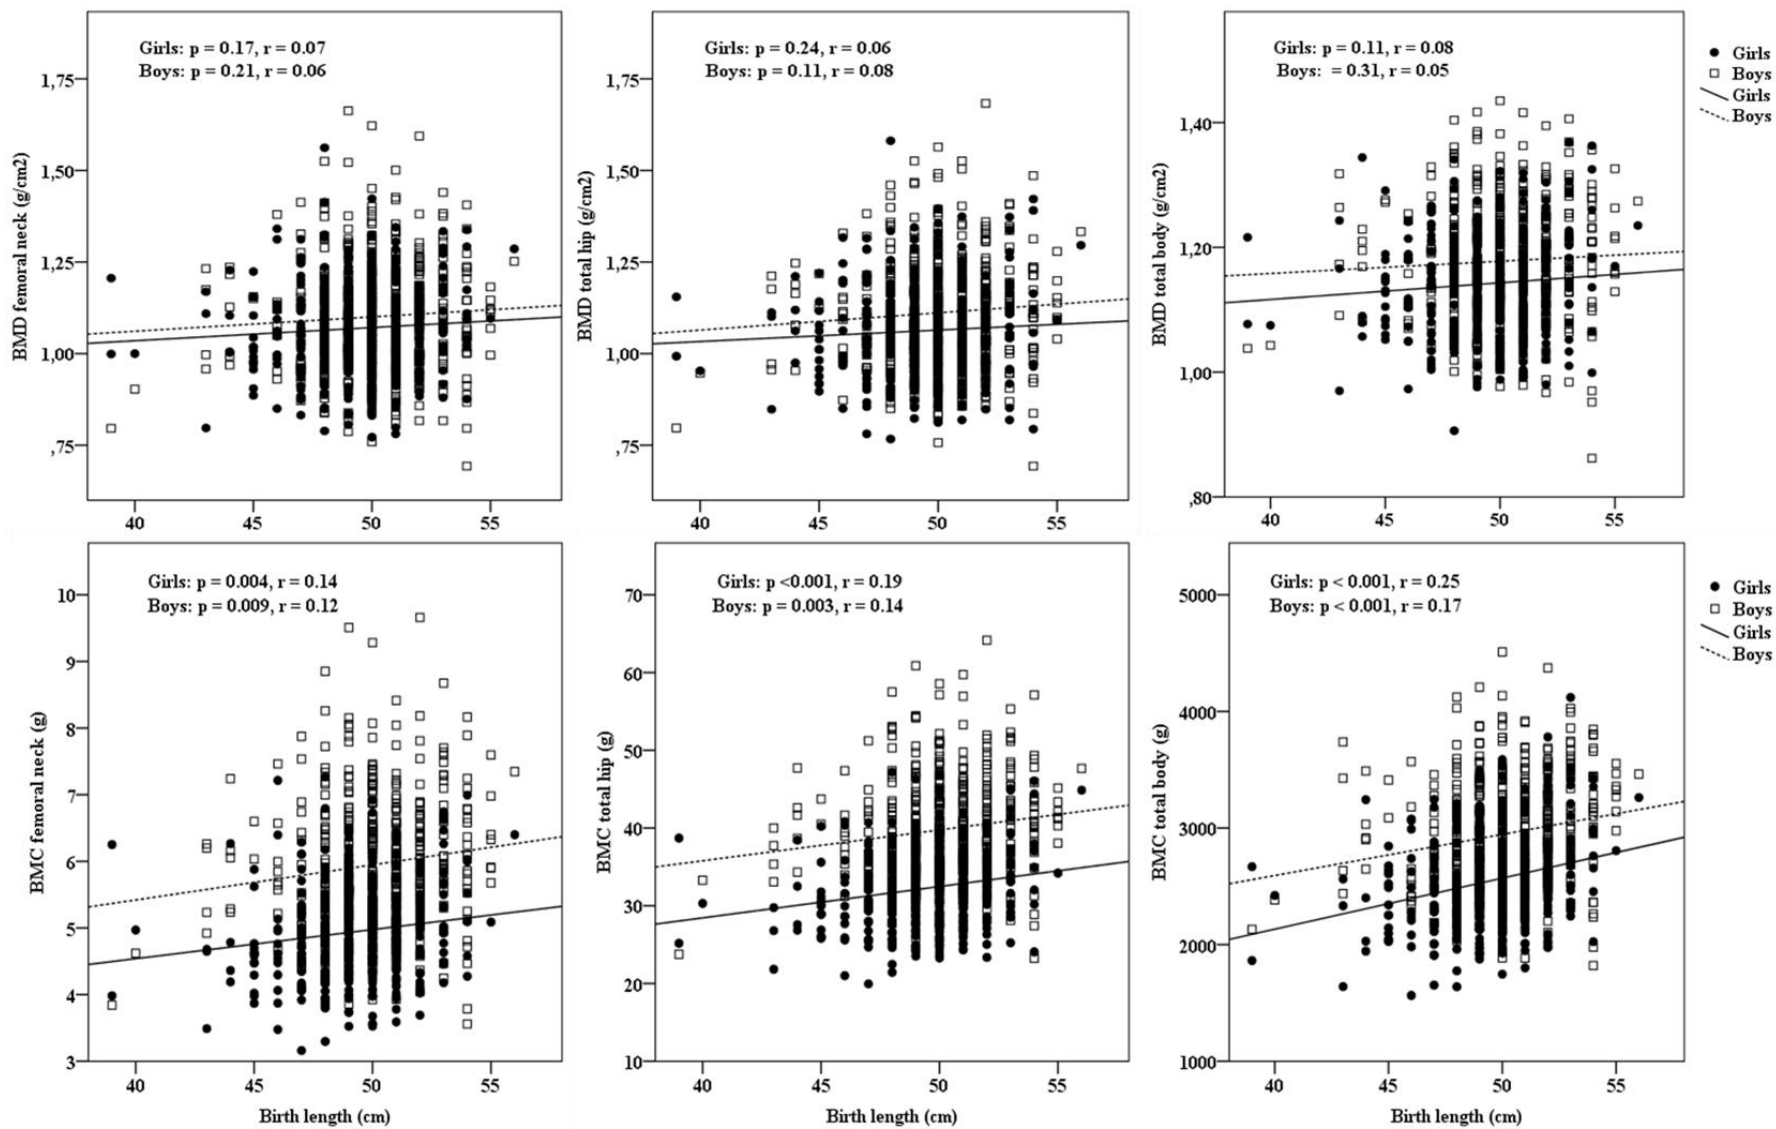 Girls: p = 0.17, r = 0.07
Boys: p = 0.21, r = 0.06
BMD femoral neck (g/cm2)
1,75
1,50
1,25
1,00
,75
40 45 50 55
Girls: p = 0.24, r = 0.06
Boys: p = 0.11, r = 0.08
BMD total hip (g/cm2)
1,75
1,50
1,25
1,00
,75
40 45 50 55
Girls: p = 0.11, r = 0.08
Boys: = 0.31, r = 0.05
BMD total body (g/cm2)
1,40
1,20
1,00
,80
40 45 50 55
Girls
Boys
Girls
Boys
Girls: p = 0.004, r = 0.14
Boys: p = 0.009, r = 0.12
BMC femoral neck (g)
10
9
8
7
6
5
4
3
40 45 50 55
Birth length (cm)
Girls: p <0.001, r = 0.19
Boys: p = 0.003, r = 0.14
BMC total hip (g)
70
60
50
40
30
20
10
40 45 50 55
Birth length (cm)
Girls: p < 0.001, r = 0.25
Boys: p < 0.001, r = 0.17
BMC total body (g)
5000
4000
3000
2000
1000
40 45 50 55
Birth length (cm)
Girls
Boys
Girls
Boys